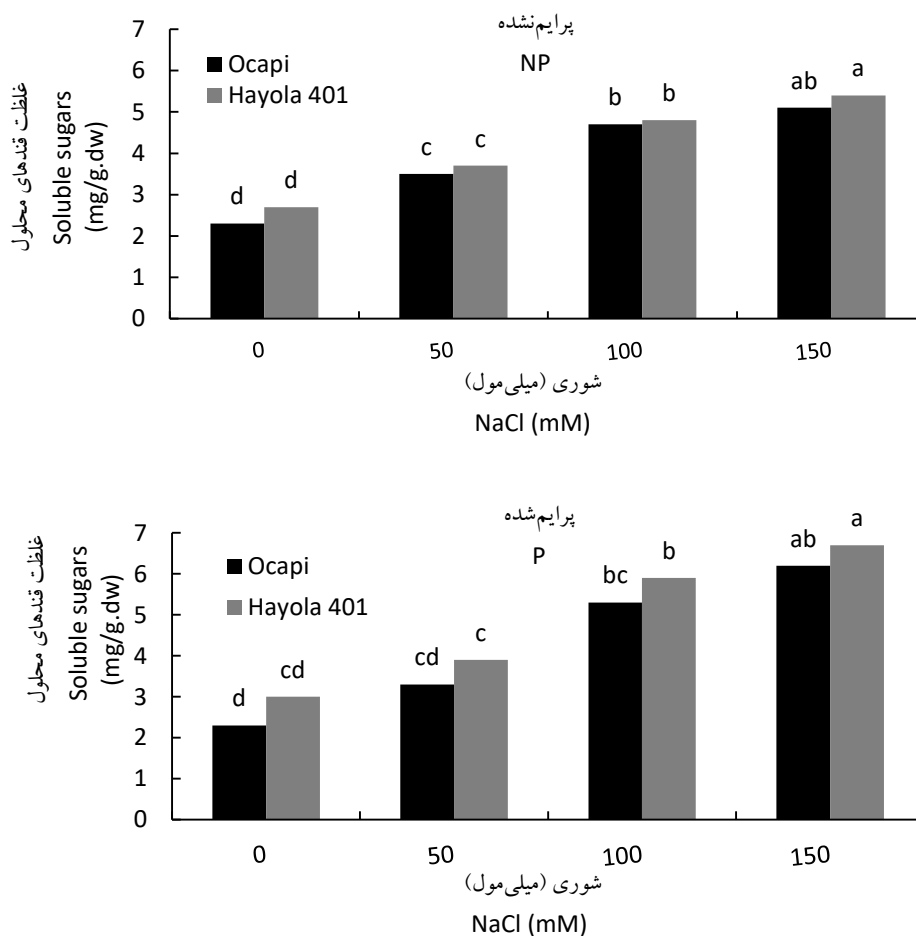 پرایم‌نشده
NP
غلظت قندهای محلول
Soluble sugars
(mg/g.dw)
7
6
5
4
3
2
1
0
Ocapi
Hayola 401
d d c c b b ab a
0 50 100 150
شوری (میلی‌مول)
NaCl (mM)
پرایم‌شده
P
غلظت قندهای محلول
Soluble sugars
(mg/g.dw)
7
6
5
4
3
2
1
0
Ocapi
Hayola 401
d cd cd c bc b ab a
0 50 100 150
شوری (میلی‌مول)
NaCl (mM)